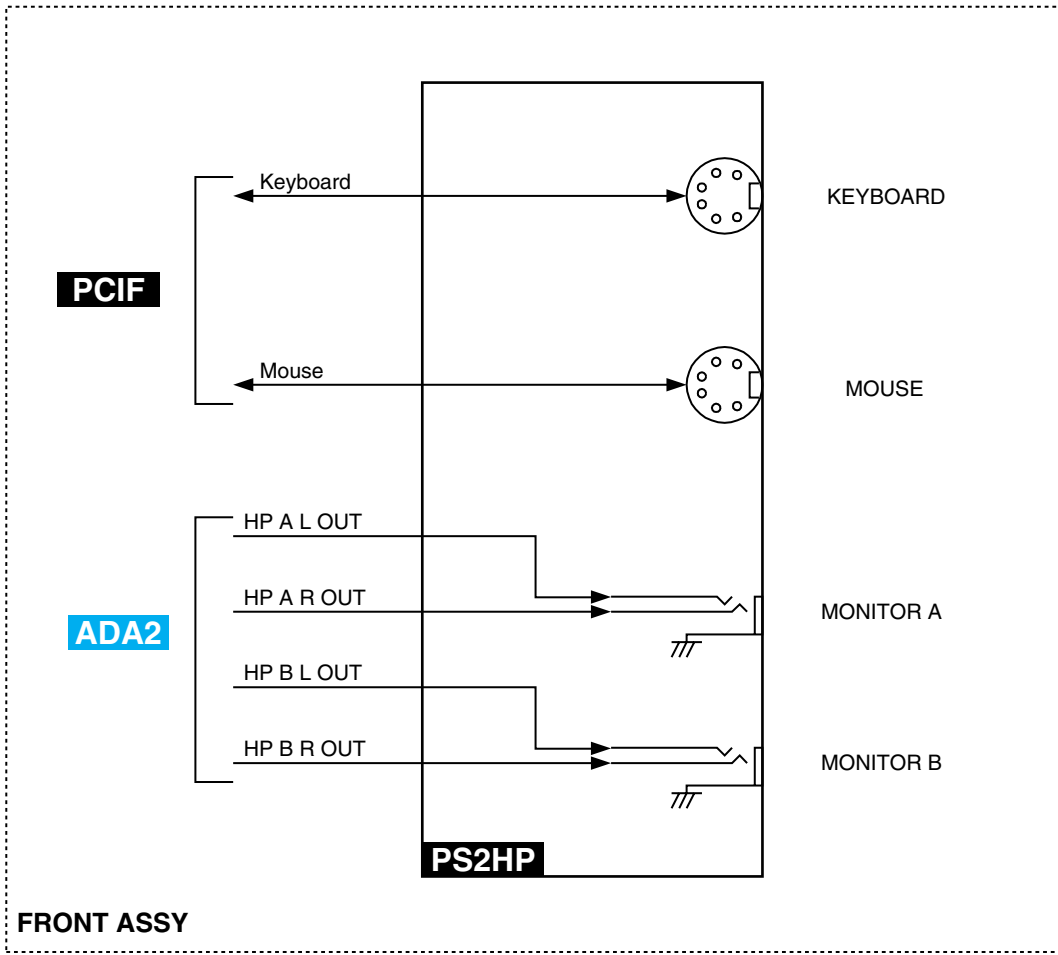 Keyboard
KEYBOARD
PCIF
Mouse
MOUSE
HP A L OUT
HP A R OUT
MONITOR A
ADA2
HP B L OUT
HP B R OUT
MONITOR B
PS2HP
FRONT ASSY